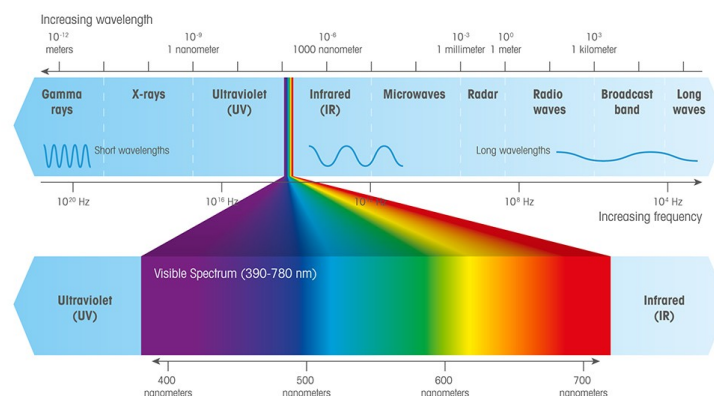 Increasing wavelength
10⁻¹² 10⁻⁹ 10⁻⁶ 10⁻³ 10⁰ 10³
meters 1 nanometer 1000 nanometer 1 millimeter 1 meter 1 kilometer
Gamma X-rays Ultraviolet Infrared Microwaves Radar Radio Broadcast Long
rays (UV) (IR) waves band waves
Short wavelengths Long wavelengths
10²⁰ Hz 10¹⁶ Hz Hz 10⁸ Hz 10⁴ Hz
Increasing frequency
Visible Spectrum (390-780 nm)
Ultraviolet Infrared
(UV) (IR)
400 500 600 700
nanometers nanometers nanometers nanometers